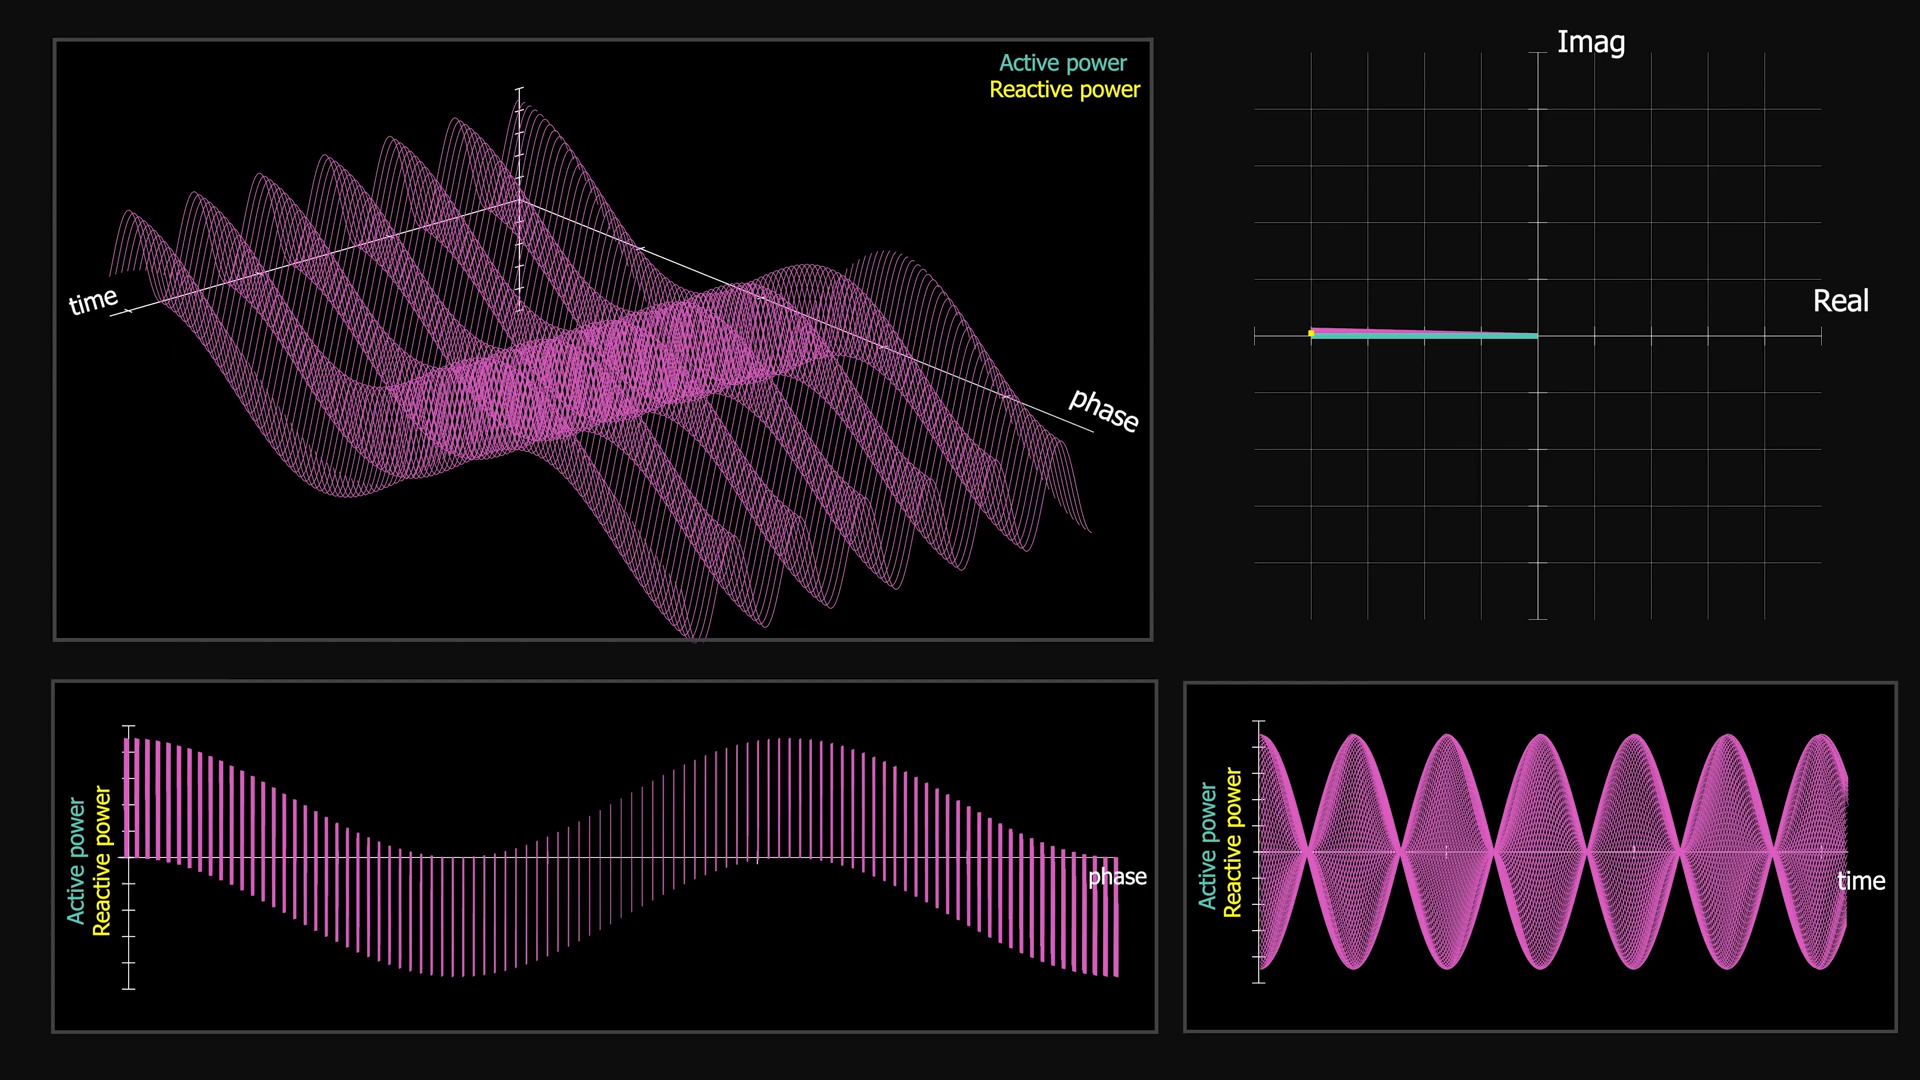 Active power
Reactive power
time
phase
Imag
Real
Active power
Reactive power
phase
Active power
Reactive power
time